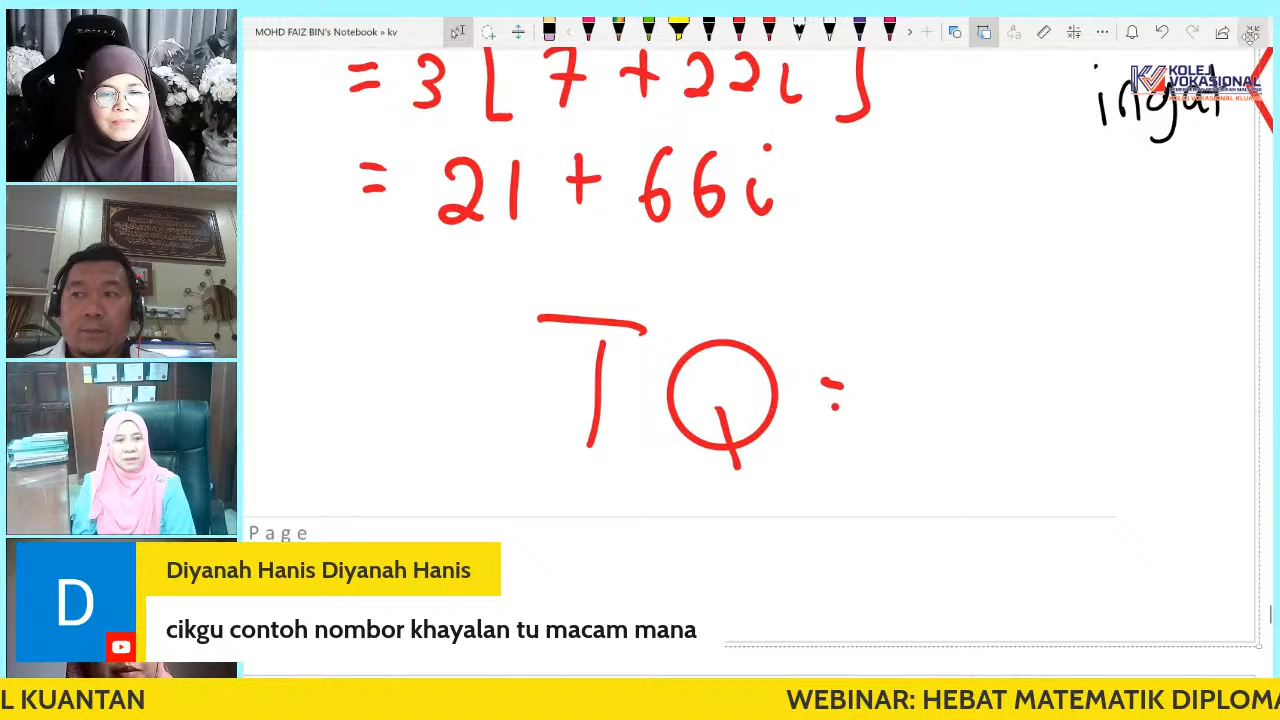 MOHD FAIZ BIN's Notebook » kv
= 3 [ 7 + 22i ]
ingat
KOLEJ
VOKASIONAL
= 21 + 66i
TQ :
Page
D
Diyanah Hanis Diyanah Hanis
cikgu contoh nombor khayalan tu macam mana
L KUANTAN
WEBINAR: HEBAT MATEMATIK DIPLOMA